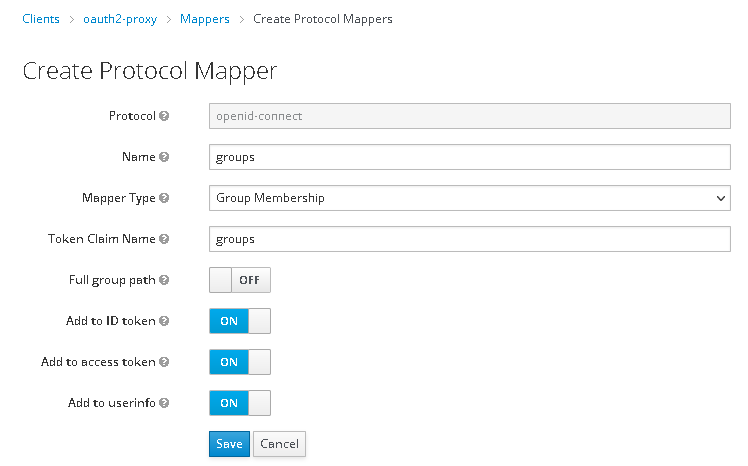 Clients > oauth2-proxy > Mappers > Create Protocol Mappers
Create Protocol Mapper
Protocol openid-connect
Name groups
Mapper Type Group Membership
Token Claim Name groups
Full group path OFF
Add to ID token ON
Add to access token ON
Add to userinfo ON
Save Cancel